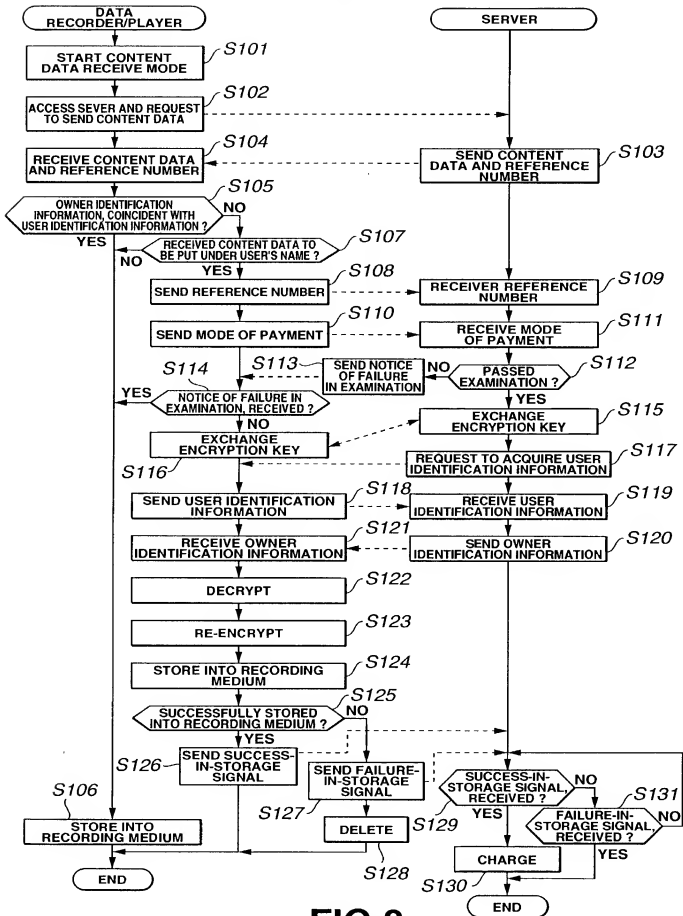 DATA
RECORDER/PLAYER
SERVER
START CONTENT
DATA RECEIVE MODE
S101
ACCESS SEVER AND REQUEST
TO SEND CONTENT DATA
S102
RECEIVE CONTENT DATA
AND REFERENCE NUMBER
S104
SEND CONTENT
DATA AND REFERENCE
NUMBER
S103
OWNER IDENTIFICATION
INFORMATION, COINCIDENT WITH
USER IDENTIFICATION INFORMATION ?
S105
NO
YES
RECEIVED CONTENT DATA TO
BE PUT UNDER USER'S NAME ?
S107
NO
YES
SEND REFERENCE NUMBER
S108
RECEIVER REFERENCE
NUMBER
S109
SEND MODE OF PAYMENT
S110
RECEIVE MODE
OF PAYMENT
S111
S113
SEND NOTICE
OF FAILURE
IN EXAMINATION
NO
PASSED
EXAMINATION ?
S112
YES
S114
YES
NOTICE OF FAILURE IN
EXAMINATION, RECEIVED ?
NO
EXCHANGE
ENCRYPTION KEY
S115
EXCHANGE
ENCRYPTION KEY
S116
REQUEST TO ACQUIRE USER
IDENTIFICATION INFORMATION
S117
SEND USER IDENTIFICATION
INFORMATION
S118
RECEIVE USER
IDENTIFICATION INFORMATION
S119
RECEIVE OWNER
IDENTIFICATION INFORMATION
S121
SEND OWNER
IDENTIFICATION INFORMATION
S120
DECRYPT
S122
RE-ENCRYPT
S123
STORE INTO RECORDING
MEDIUM
S124
SUCCESSFULLY STORED
INTO RECORDING MEDIUM ?
S125
NO
YES
S126
SEND SUCCESS-
IN-STORAGE
SIGNAL
SEND FAILURE-
IN-STORAGE
SIGNAL
S127
SUCCESS-IN-
STORAGE SIGNAL,
RECEIVED ?
S129
NO
YES
FAILURE-IN-
STORAGE SIGNAL,
RECEIVED ?
S131
NO
YES
S106
STORE INTO
RECORDING MEDIUM
DELETE
S128
CHARGE
S130
END
END